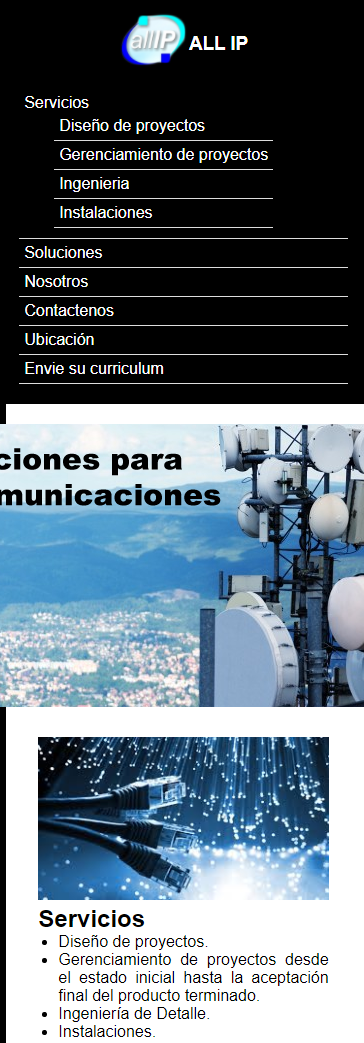 allIP ALL IP
Servicios
Diseño de proyectos
Gerenciamiento de proyectos
Ingenieria
Instalaciones
Soluciones
Nosotros
Contactenos
Ubicación
Envie su curriculum
ciones para
municaciones
Servicios
• Diseño de proyectos.
• Gerenciamiento de proyectos desde
el estado inicial hasta la aceptación
final del producto terminado.
• Ingeniería de Detalle.
• Instalaciones.